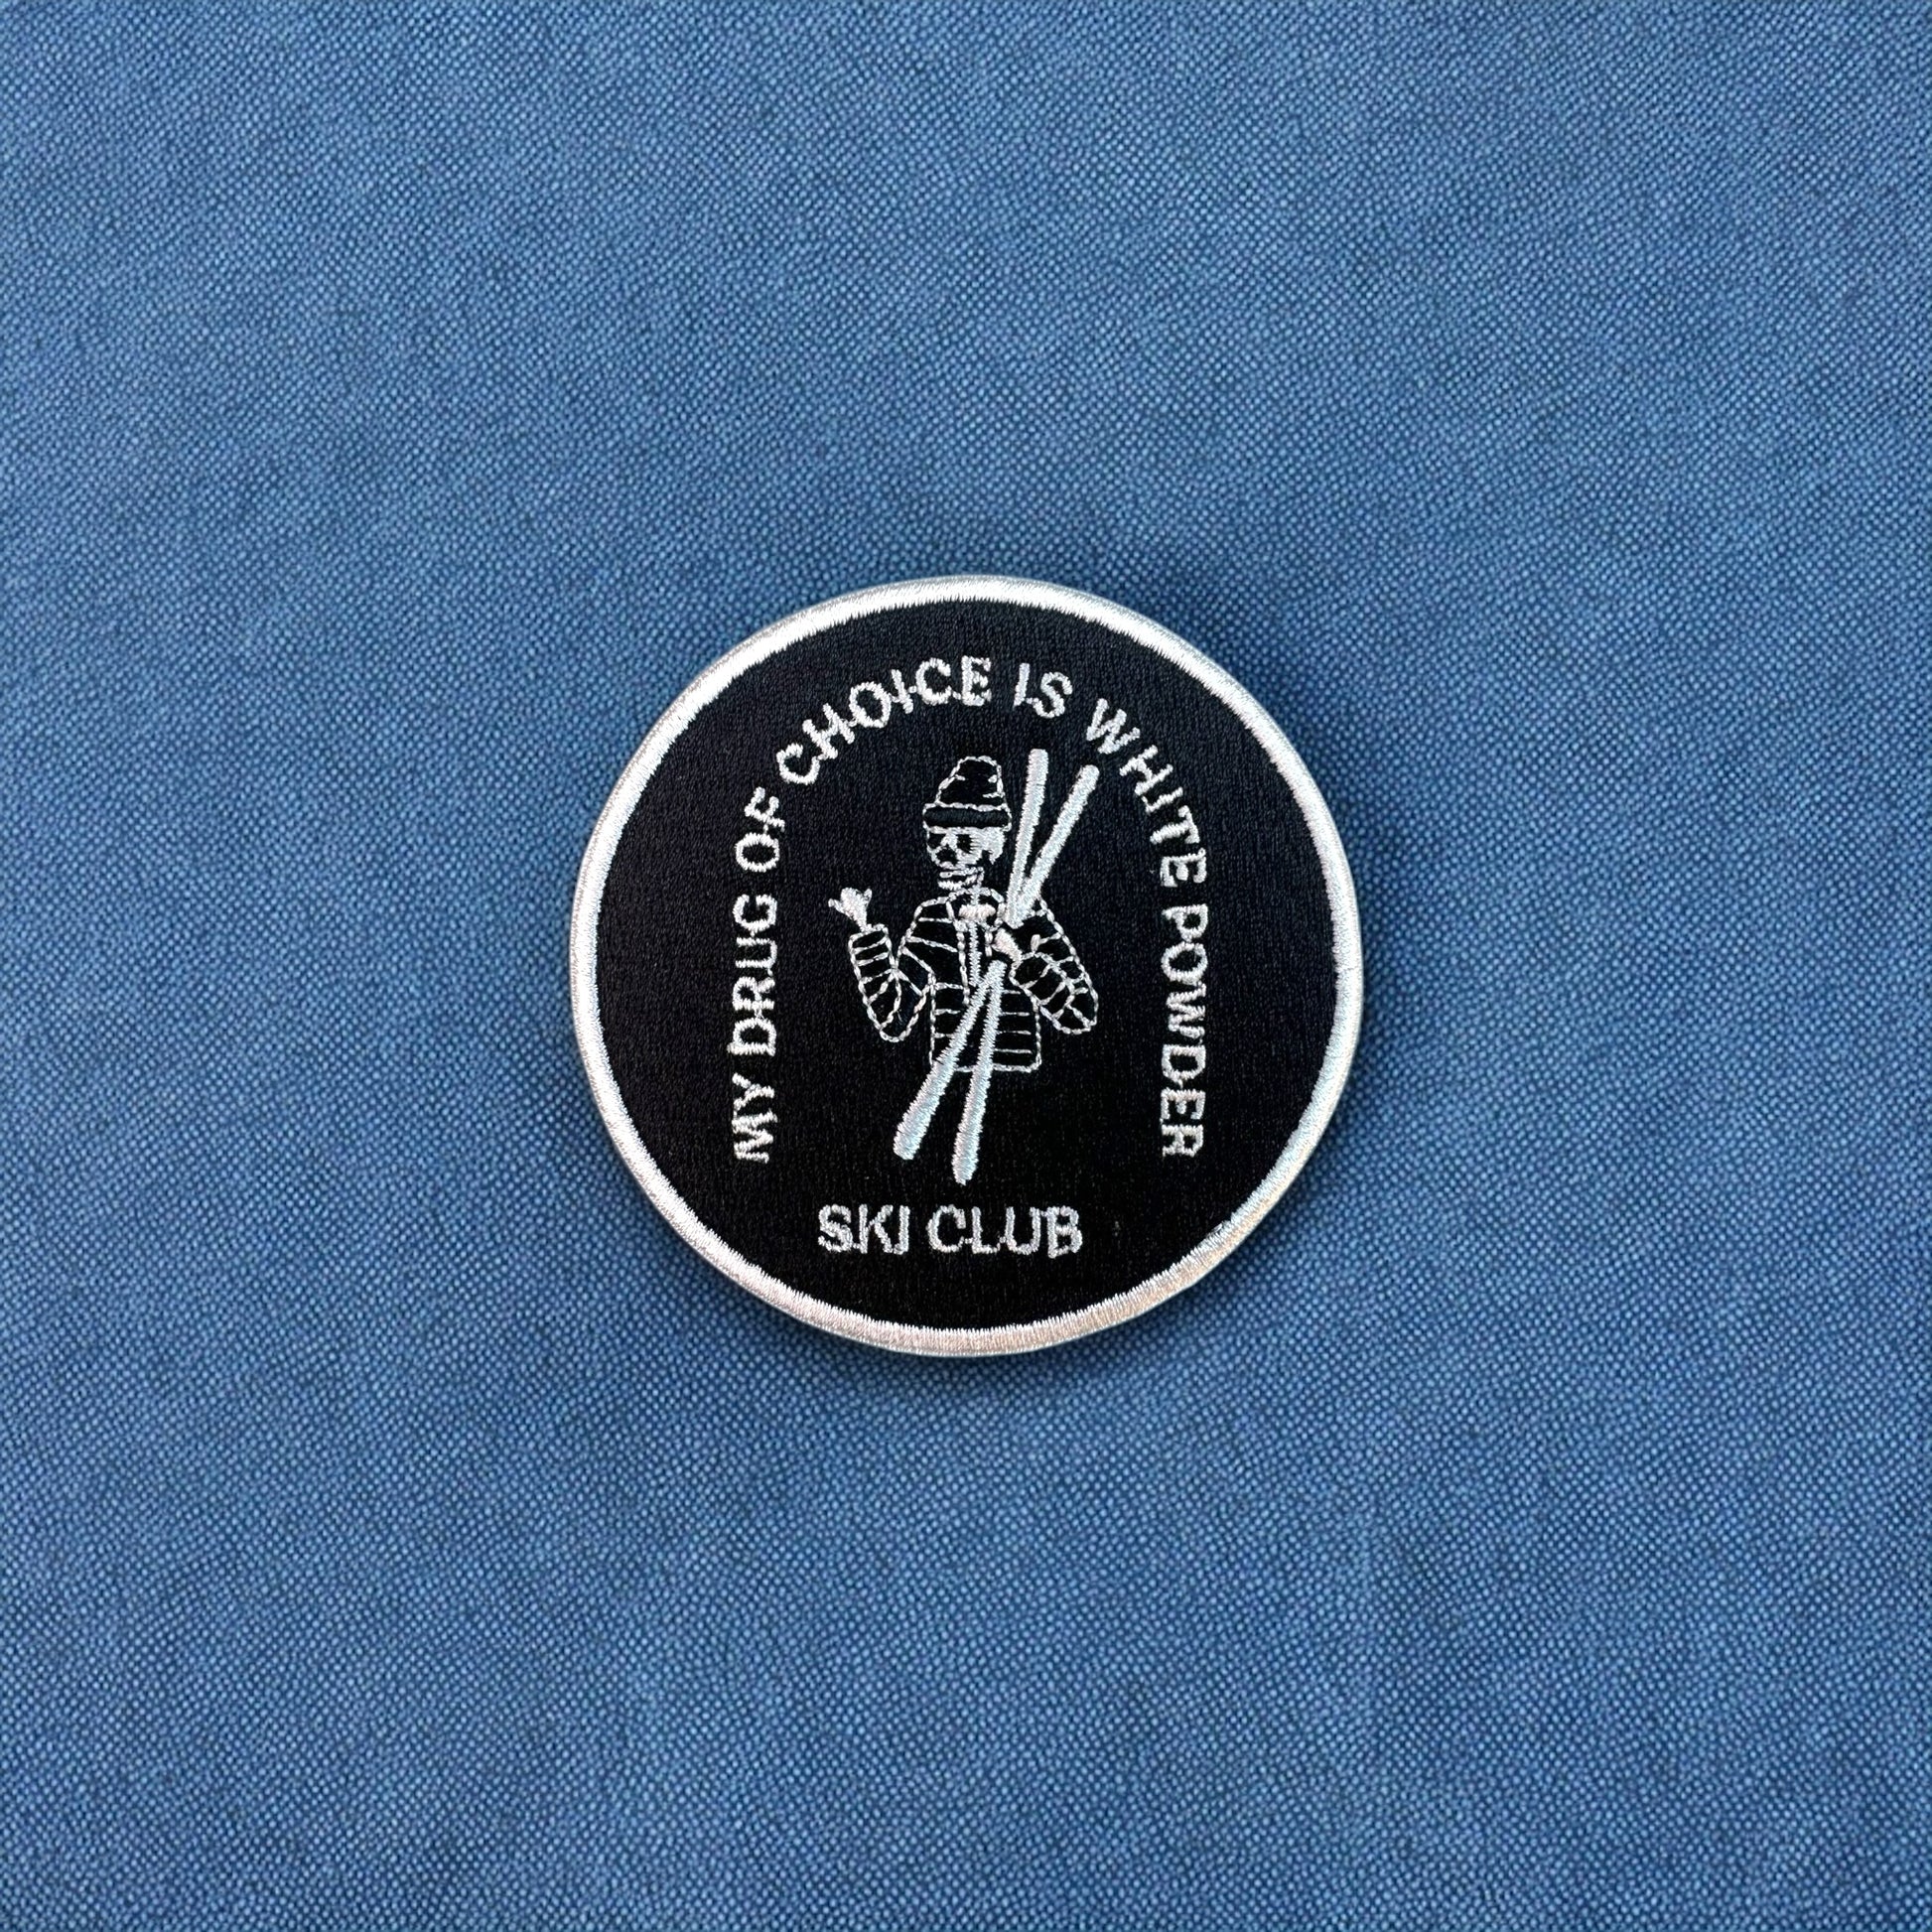 MY DRUG OF CHOICE IS WHITE POWDER
SKI CLUB